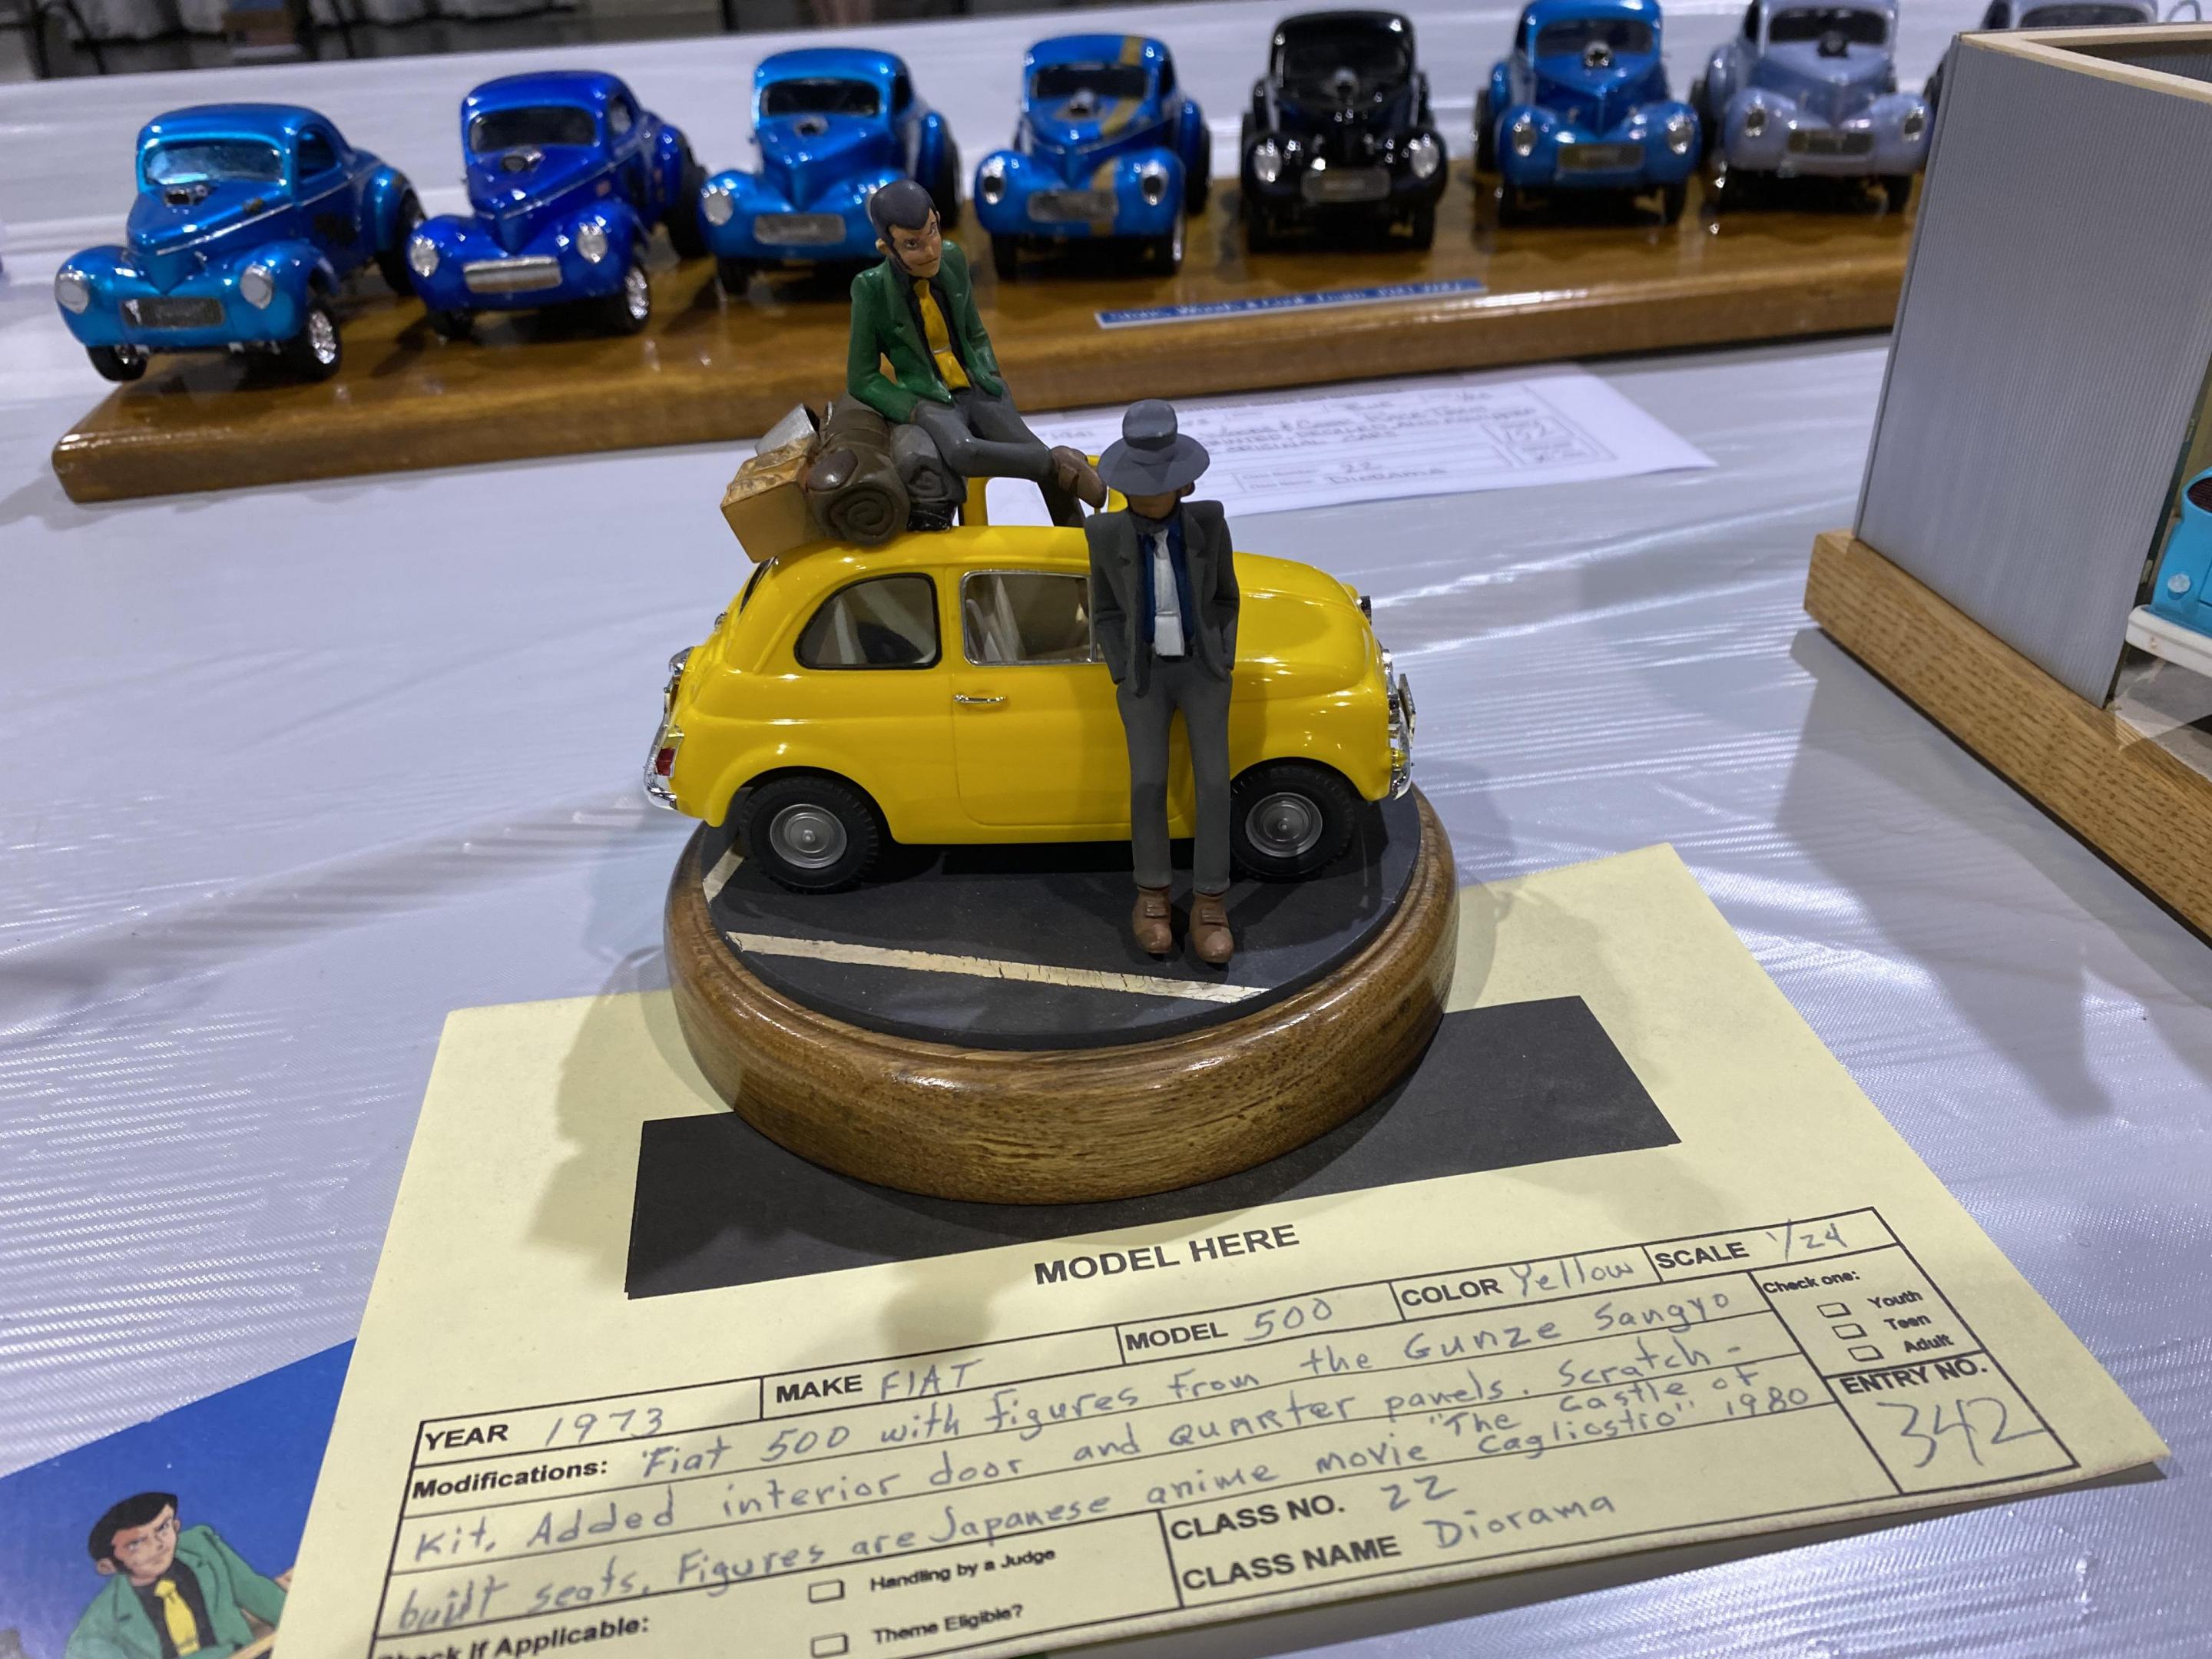 22
Diorama
MODEL HERE
YEAR 1973 MAKE FIAT MODEL 500 COLOR Yellow SCALE 1/24
Modifications: Fiat 500 with figures from the Gunze Sangyo
Kit. Added interior door and quarter panels. Scratch-
built seats. Figures are Japanese anime movie "The Castle of Cagliostro" 1980
Check one:
Youth
Teen
Adult
ENTRY NO.
342
Check If Applicable:
Handling by a Judge
Theme Eligible?
CLASS NO. 22
CLASS NAME Diorama